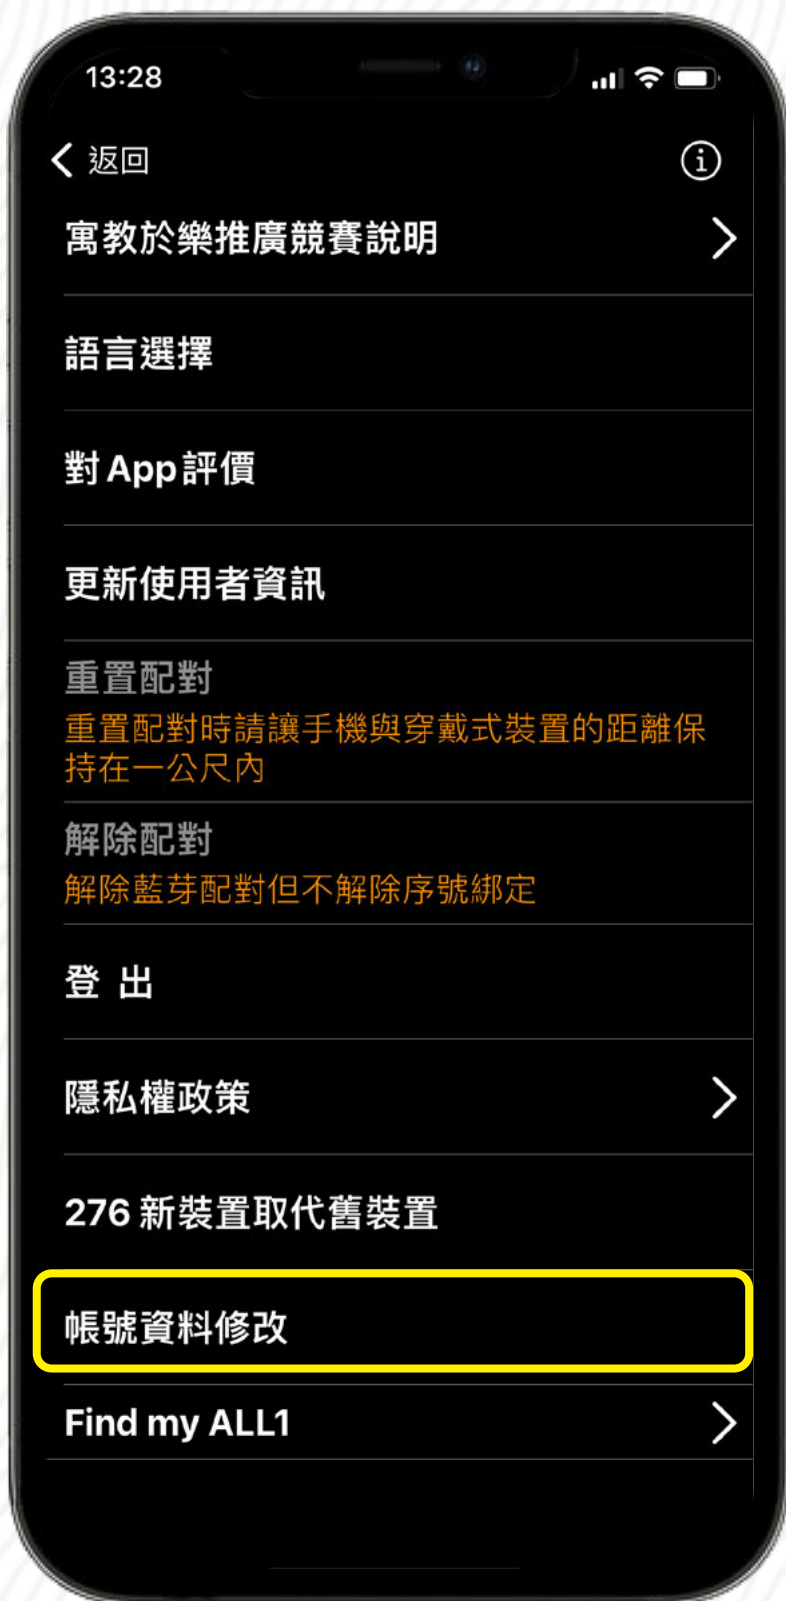 13:28
返回
寓教於樂推廣競賽說明
語言選擇
對App評價
更新使用者資訊
重置配對
重置配對時請讓手機與穿戴式裝置的距離保
持在一公尺內
解除配對
解除藍芽配對但不解除序號綁定
登 出
隱私權政策
276 新裝置取代舊裝置
帳號資料修改
Find my ALL1